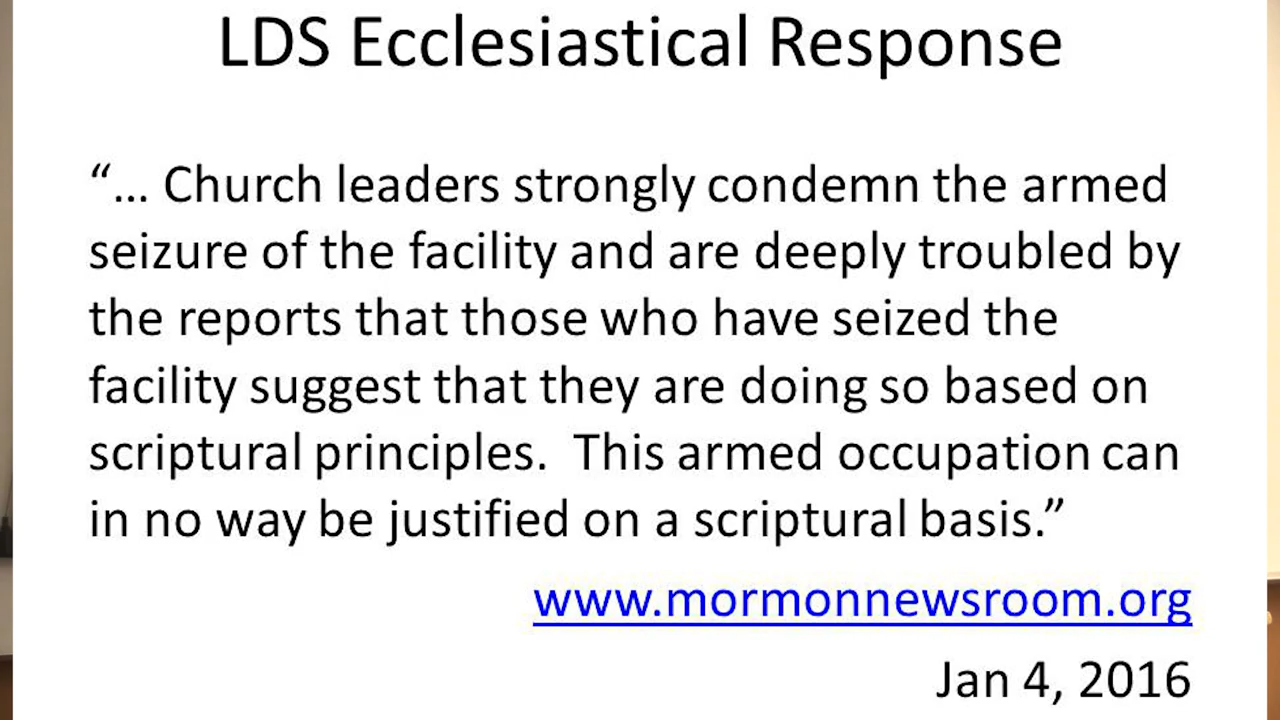 LDS Ecclesiastical Response
“… Church leaders strongly condemn the armed
seizure of the facility and are deeply troubled by
the reports that those who have seized the
facility suggest that they are doing so based on
scriptural principles.  This armed occupation can
in no way be justified on a scriptural basis.”
www.mormonnewsroom.org
Jan 4, 2016